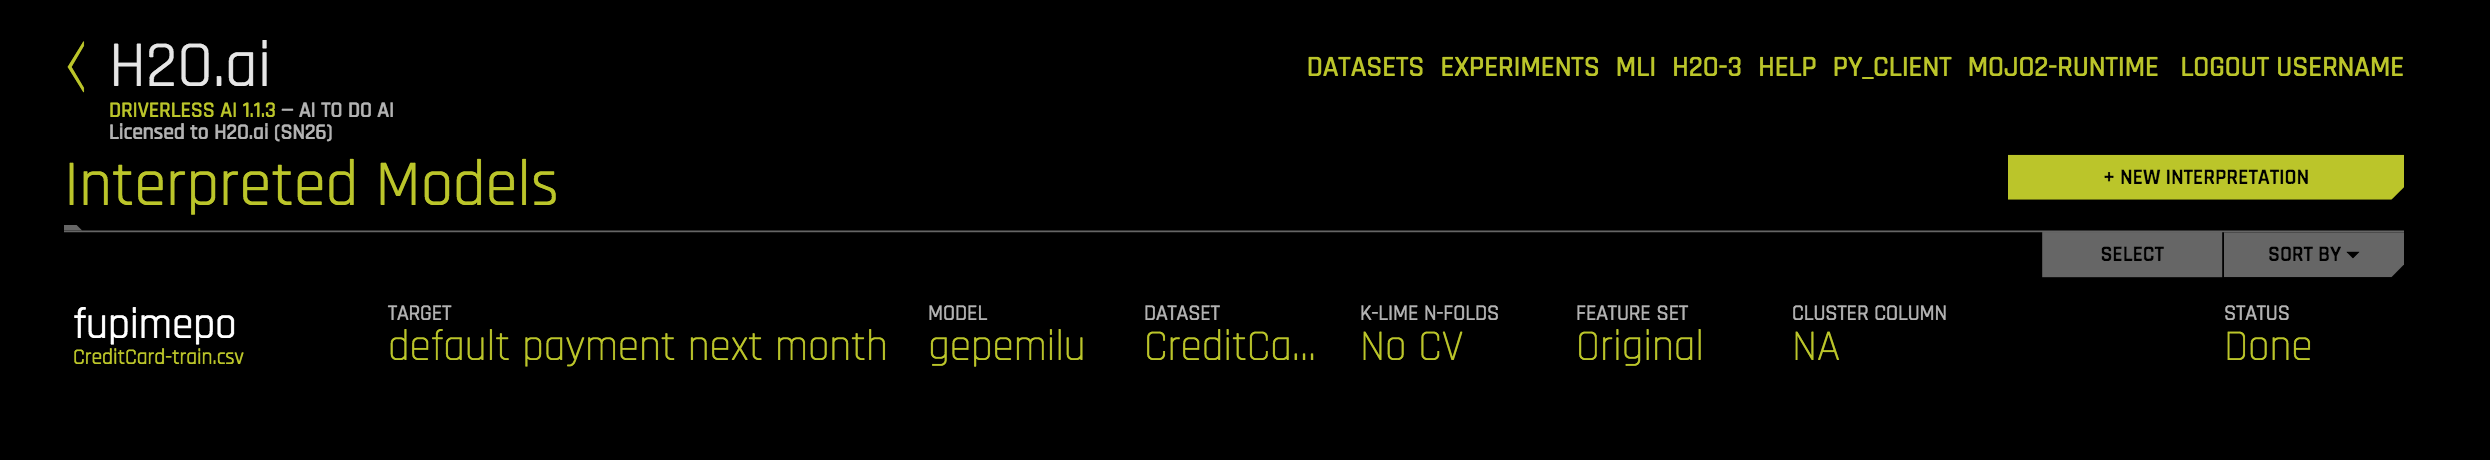 H2O.ai
DATASETS EXPERIMENTS MLI H2O-3 HELP PY_CLIENT MOJO2-RUNTIME LOGOUT USERNAME
DRIVERLESS AI 1.1.3 – AI TO DO AI
Licensed to H2O.ai (SN26)
Interpreted Models
+ NEW INTERPRETATION
SELECT
SORT BY
fupimepo
CreditCard-train.csv
TARGET
default payment next month
MODEL
gepemilu
DATASET
CreditCa...
K-LIME N-FOLDS
No CV
FEATURE SET
Original
CLUSTER COLUMN
NA
STATUS
Done